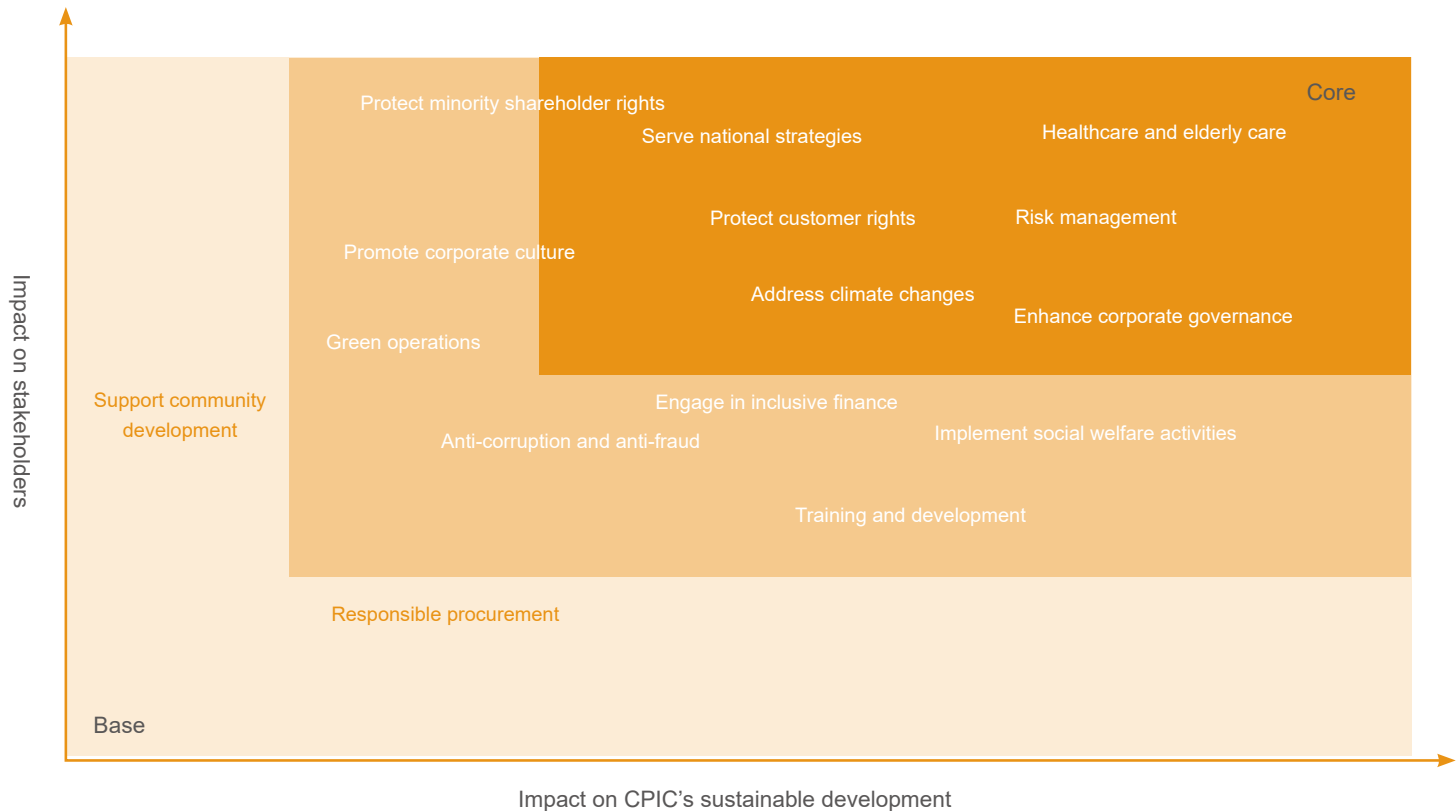 Core
Protect minority shareholder rights
Serve national strategies
Healthcare and elderly care
Protect customer rights
Risk management
Promote corporate culture
Address climate changes
Enhance corporate governance
Green operations
Impact on stakeholders
Support community
development
Engage in inclusive finance
Anti-corruption and anti-fraud
Implement social welfare activities
Training and development
Responsible procurement
Base
Impact on CPIC’s sustainable development